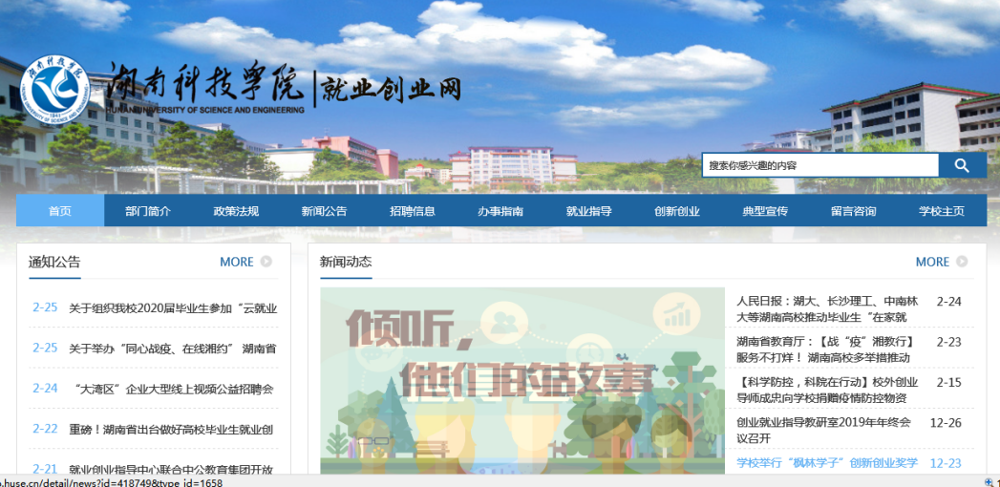 湖南科技学院
就业创业网
HUNAN UNIVERSITY OF SCIENCE AND ENGINEERING
搜索你感兴趣的内容
首页 部门简介 政策法规 新闻公告 招聘信息 办事指南 就业指导 创新创业 典型宣传 留言咨询 学校主页
通知公告 MORE
2-25 关于组织我校2020届毕业生参加“云就业
2-25 关于举办“同心战疫、在线湘约” 湖南省
2-24 “大湾区”企业大型线上视频公益招聘会
2-22 重磅！湖南省出台做好高校毕业生就业创
2-21 就业创业指导中心联合中公教育集团开放
新闻动态 MORE
倾听，
他们的故事
人民日报：湖大、长沙理工、中南林 2-24
大等湖南高校推动毕业生“在家就
湖南省教育厅：【战“疫”湘教行】 2-23
服务不打烊！ 湖南高校多举措推动
【科学防控，科院在行动】校外创业 2-15
导师成忠向学校捐赠疫情防控物资
创业就业指导教研室2019年年终会 12-26
议召开
学校举行“枫林学子”创新创业奖学 12-23
o.huse.cn/detail/news?id=418749&type_id=1658